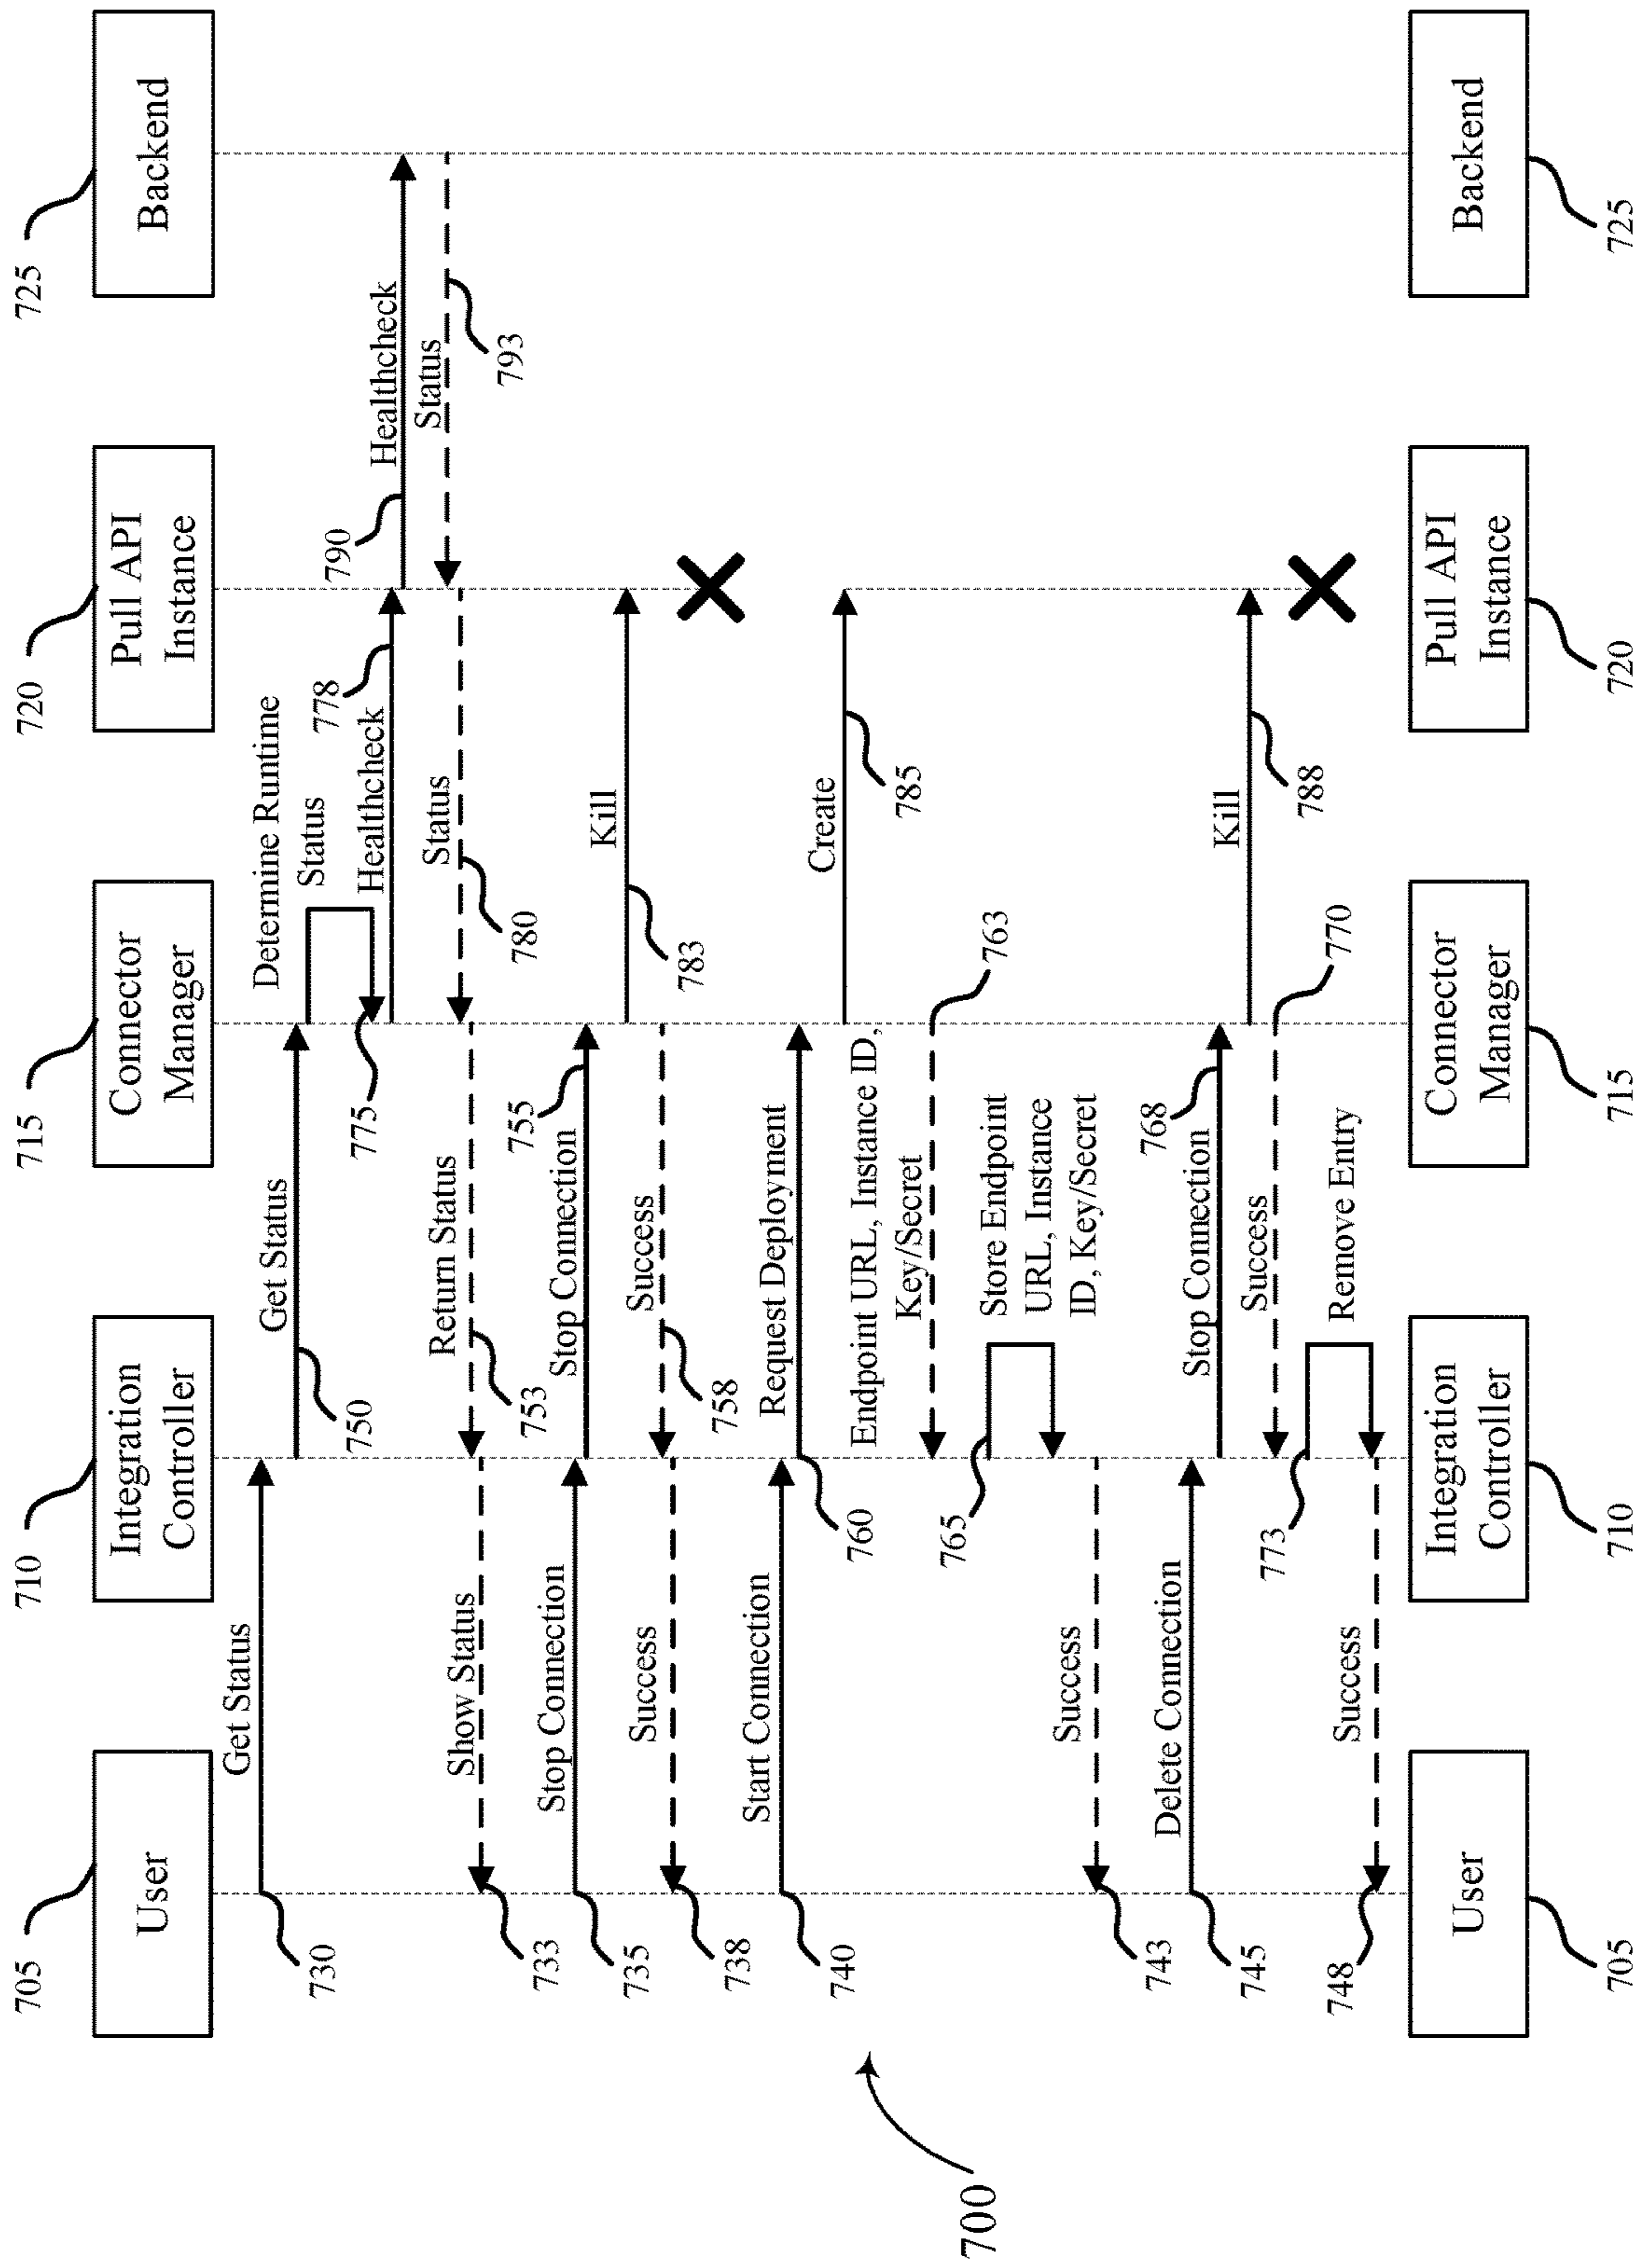 705
710
715
720
725
User
Integration
Controller
Connector
Manager
Pull API
Instance
Backend
Get Status
730
Get Status
750
Determine Runtime
Status
775
Healthcheck
778
Healthcheck
790
Status
793
Status
780
Return Status
753
Show Status
733
Stop Connection
735
Stop Connection
755
Kill
783
Success
758
Success
738
Start Connection
740
Request Deployment
760
Create
785
Endpoint URL, Instance ID,
Key/Secret
763
Store Endpoint
URL, Instance
ID, Key/Secret
765
Success
743
Delete Connection
745
Stop Connection
768
Kill
788
Success
770
Remove Entry
773
Success
748
User
Integration
Controller
Connector
Manager
Pull API
Instance
Backend
705
710
715
720
725
700